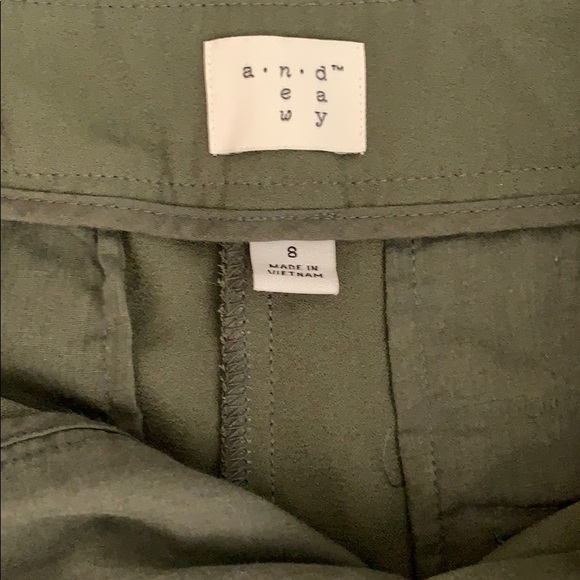 a · n · d™
e a
w y
8
MADE IN
VIETNAM